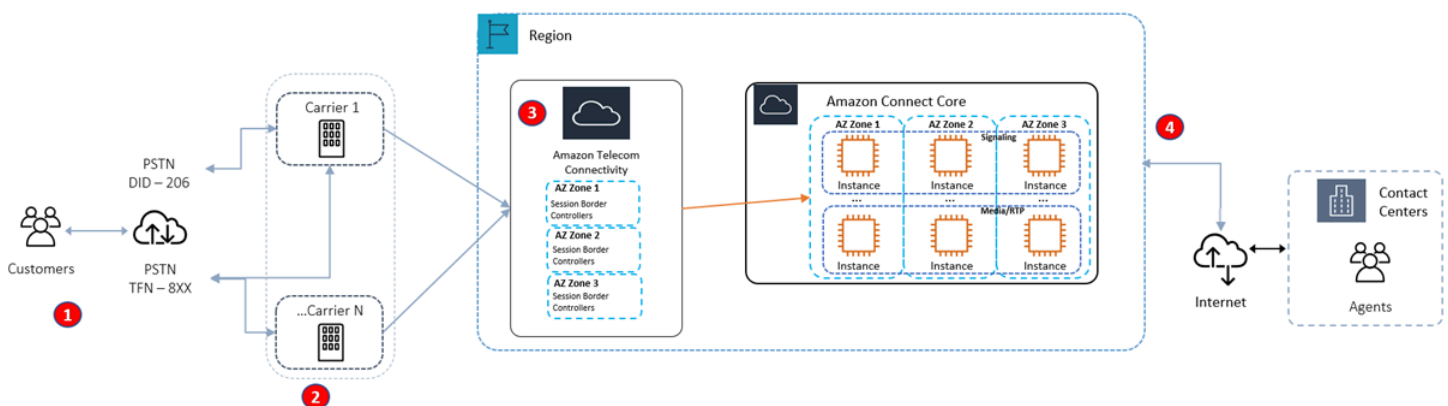 Region
Carrier 1
3
Amazon Connect Core
4
AZ Zone 1
AZ Zone 2
AZ Zone 3
Signaling
PSTN
DID – 206
Amazon Telecom
Connectivity
Instance
Instance
Instance
...
...
...
AZ Zone 1
Session Border
Controllers
Media/RTP
Contact
Centers
Customers
AZ Zone 2
Session Border
Controllers
Instance
Instance
Instance
PSTN
TFN – 8XX
AZ Zone 3
Session Border
Controllers
Internet
Agents
1
...Carrier N
2